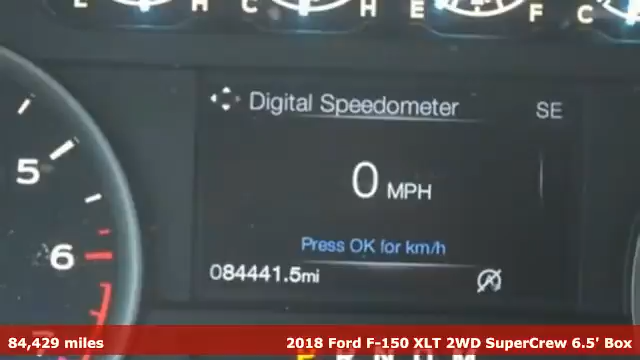 L H C H E F C
Digital Speedometer SE
5
0 MPH
6
Press OK for km/h
084441.5mi
7
84,429 miles 2018 Ford F-150 XLT 2WD SuperCrew 6.5' Box
P R N D M